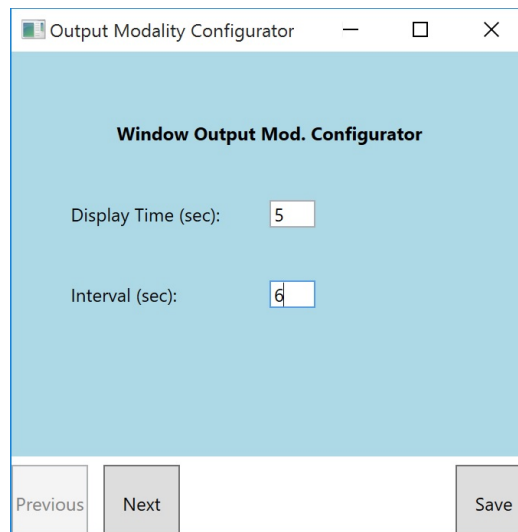 Output Modality Configurator
Window Output Mod. Configurator
Display Time (sec): 5
Interval (sec): 6
Previous Next Save